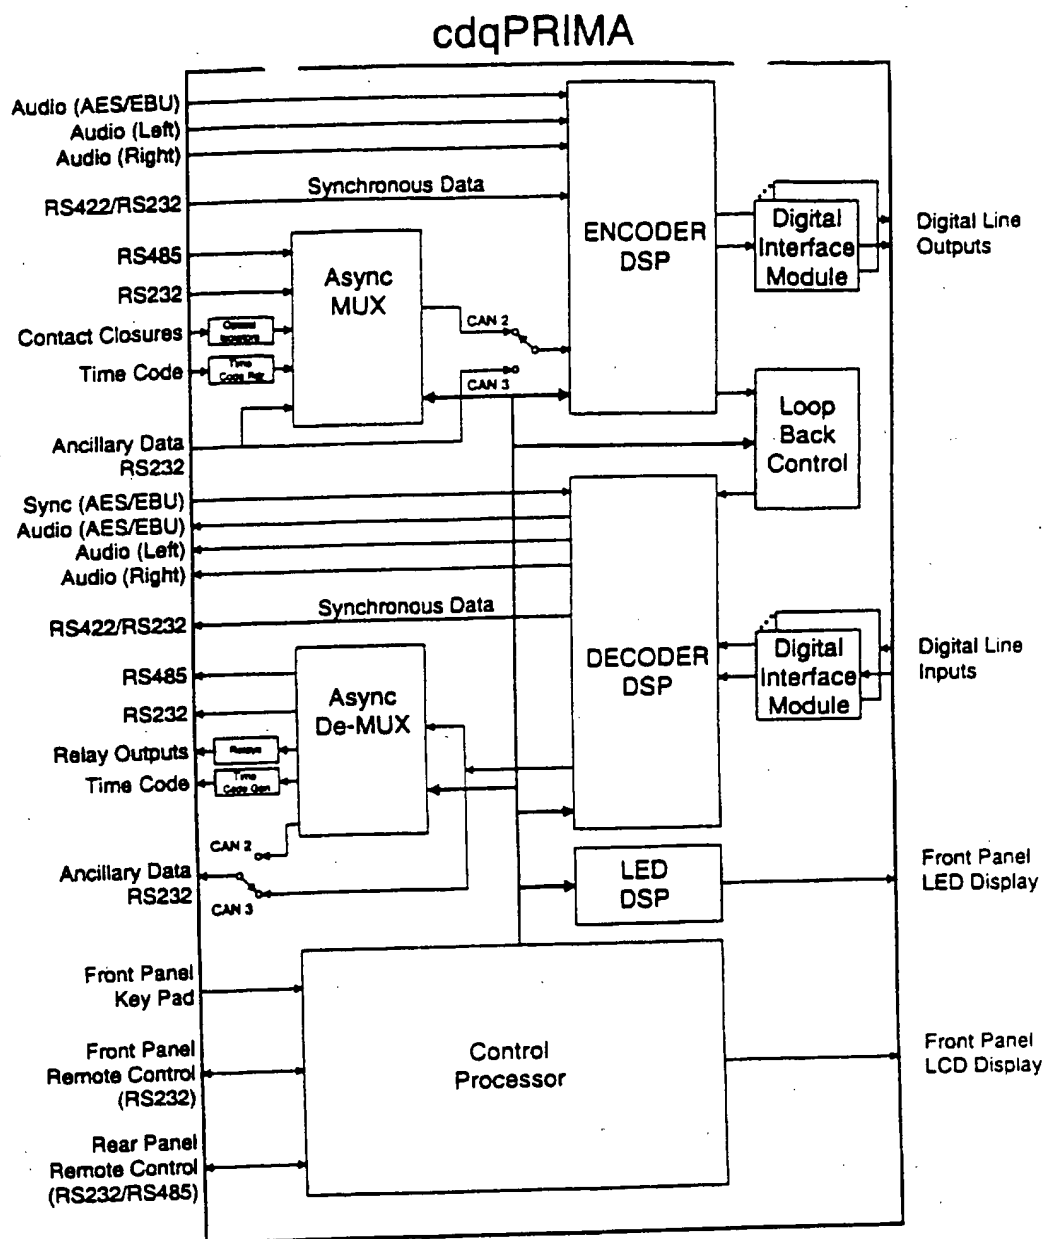 cdqPRIMA
Audio (AES/EBU)
Audio (Left)
Audio (Right)
RS422/RS232
Synchronous Data
RS485
RS232
Contact Closures
Time Code
Time
Code Rdr
Async
MUX
CAN 2
CAN 3
ENCODER
DSP
Digital
Interface
Module
Digital Line
Outputs
Ancillary Data
RS232
Loop
Back
Control
Sync (AES/EBU)
Audio (AES/EBU)
Audio (Left)
Audio (Right)
RS422/RS232
Synchronous Data
RS485
RS232
Relay Outputs
Relays
Time Code
Time
Code Gen
Async
De-MUX
DECODER
DSP
Digital
Interface
Module
Digital Line
Inputs
CAN 2
Ancillary Data
RS232
CAN 3
LED
DSP
Front Panel
LED Display
Front Panel
Key Pad
Front Panel
Remote Control
(RS232)
Rear Panel
Remote Control
(RS232/RS485)
Control
Processor
Front Panel
LCD Display